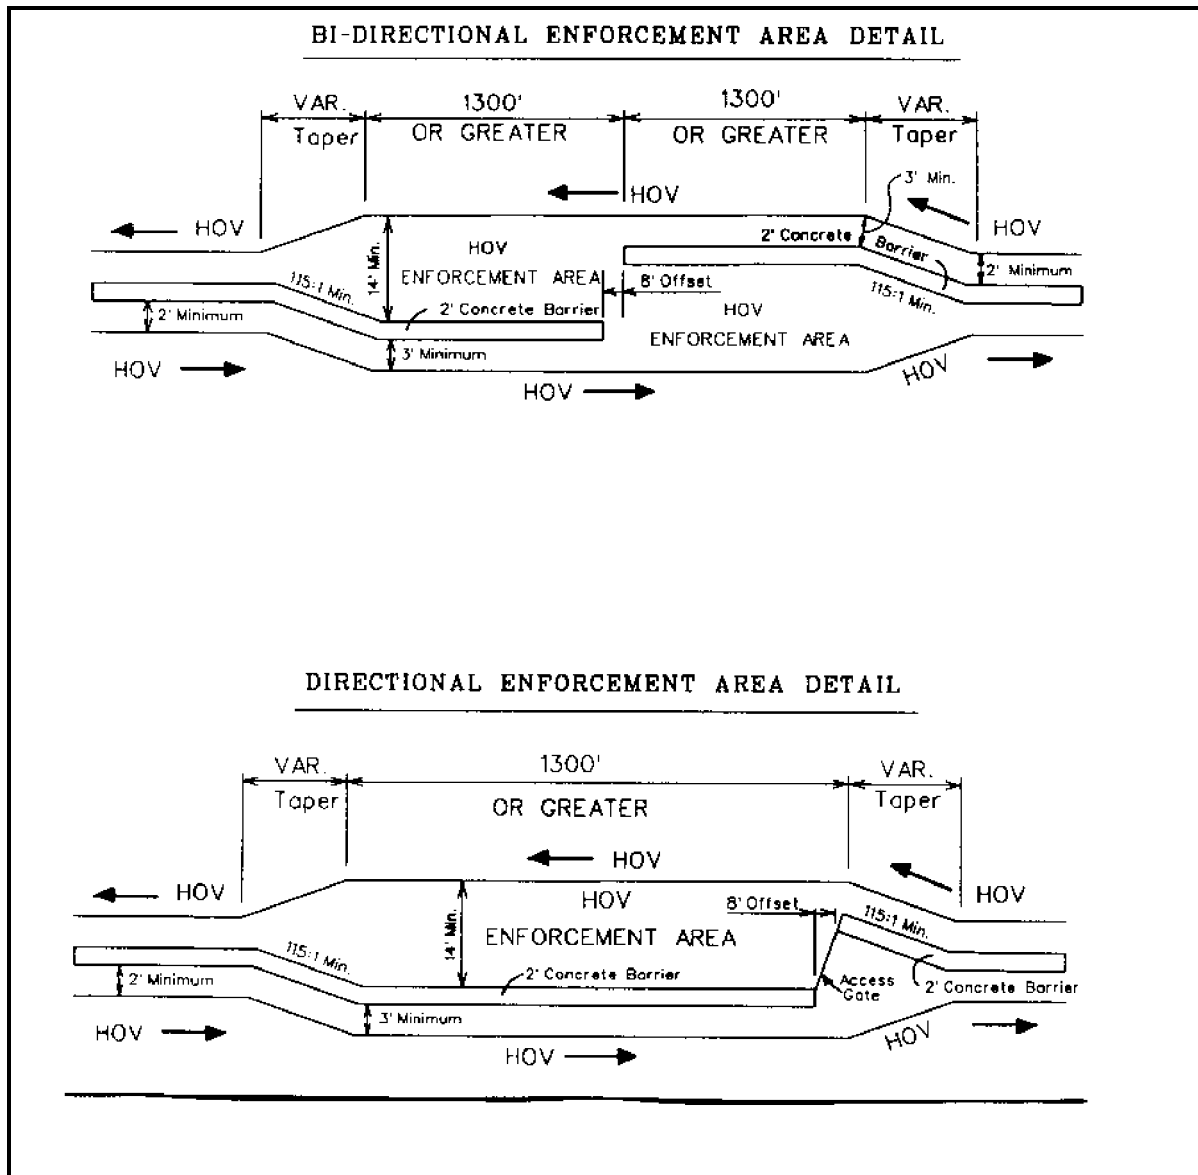 BI-DIRECTIONAL ENFORCEMENT AREA DETAIL
VAR. 1300' 1300' VAR.
Taper OR GREATER OR GREATER Taper
3' Min.
HOV
HOV HOV
2' Concrete Barrier
HOV
ENFORCEMENT AREA
14' Min.
115:1 Min.
8' Offset
2' Minimum
115:1 Min.
2' Minimum
2' Concrete Barrier
HOV
ENFORCEMENT AREA
3' Minimum
HOV HOV
HOV
DIRECTIONAL ENFORCEMENT AREA DETAIL
VAR. 1300' VAR.
Taper OR GREATER Taper
HOV
HOV HOV HOV
8' Offset
115:1 Min.
14' Min.
ENFORCEMENT AREA
115:1 Min.
2' Minimum
2' Concrete Barrier
Access
Gate
2' Concrete Barrier
3' Minimum
HOV HOV
HOV